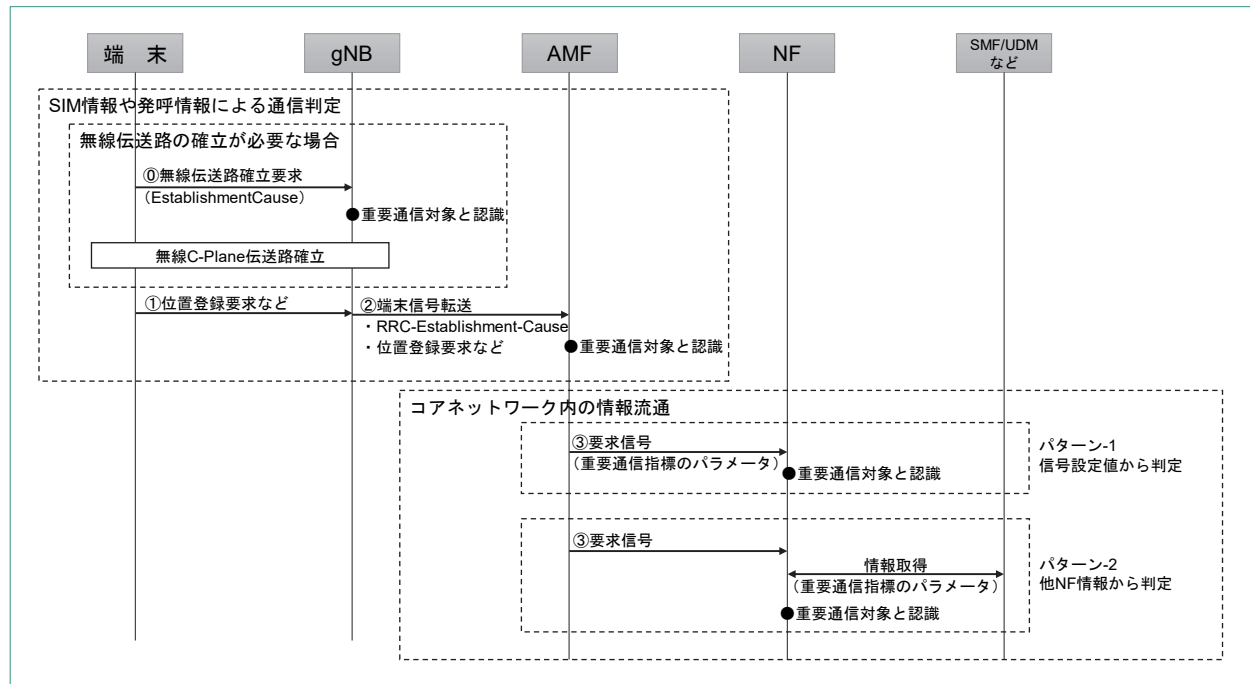 端　末
gNB
AMF
NF
SMF/UDM
など
SIM情報や発呼情報による通信判定
無線伝送路の確立が必要な場合
⓪無線伝送路確立要求
（EstablishmentCause）
重要通信対象と認識
無線C-Plane伝送路確立
①位置登録要求など
②端末信号転送
・RRC-Establishment-Cause
・位置登録要求など
重要通信対象と認識
コアネットワーク内の情報流通
③要求信号
（重要通信指標のパラメータ）
重要通信対象と認識
パターン-1
信号設定値から判定
③要求信号
情報取得
（重要通信指標のパラメータ）
重要通信対象と認識
パターン-2
他NF情報から判定